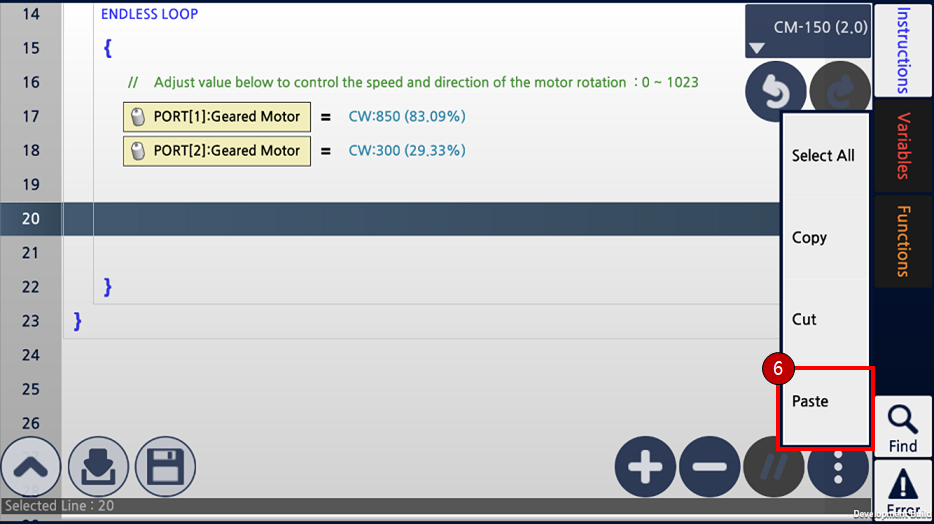 14 ENDLESS LOOP
15 {
16 // Adjust value below to control the speed and direction of the motor rotation : 0 ~ 1023
17 PORT[1]:Geared Motor = CW:850 (83.09%)
18 PORT[2]:Geared Motor = CW:300 (29.33%)
19
20
21
22 }
23 }
24
25
26
Selected Line : 20
CM-150 (2.0)
Select All
Copy
Cut
6
Paste
Instructions
Variables
Functions
Find
Error
//
Development Build